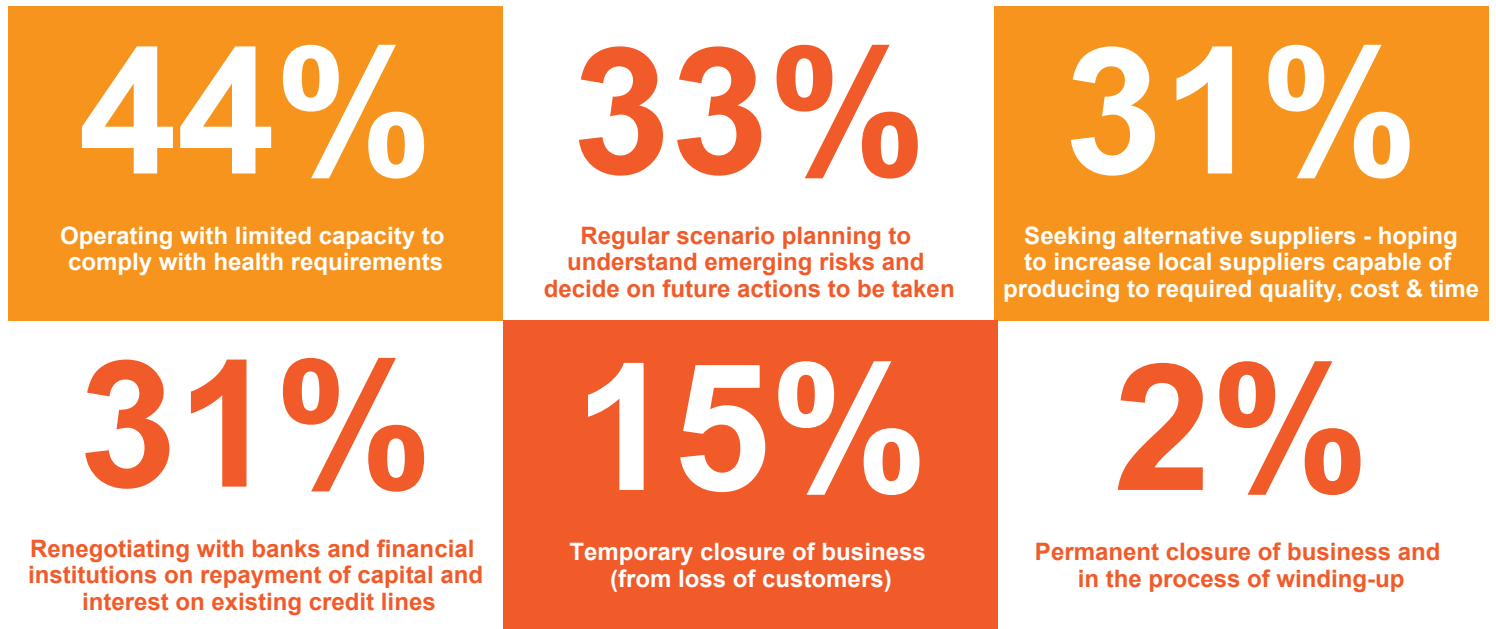 44%
Operating with limited capacity to
comply with health requirements
33%
Regular scenario planning to
understand emerging risks and
decide on future actions to be taken
31%
Seeking alternative suppliers - hoping
to increase local suppliers capable of
producing to required quality, cost & time
31%
Renegotiating with banks and financial
institutions on repayment of capital and
interest on existing credit lines
15%
Temporary closure of business
(from loss of customers)
2%
Permanent closure of business and
in the process of winding-up